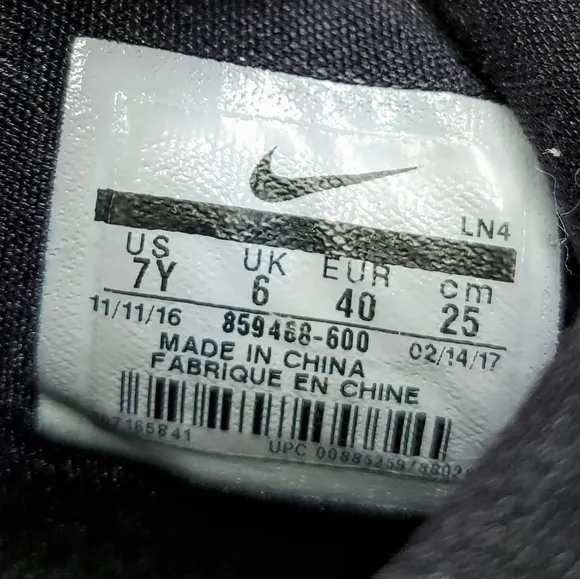 LN4
US UK EUR cm
7Y 6 40 25
11/11/16 859468-600 02/14/17
MADE IN CHINA
FABRIQUE EN CHINE
UPC